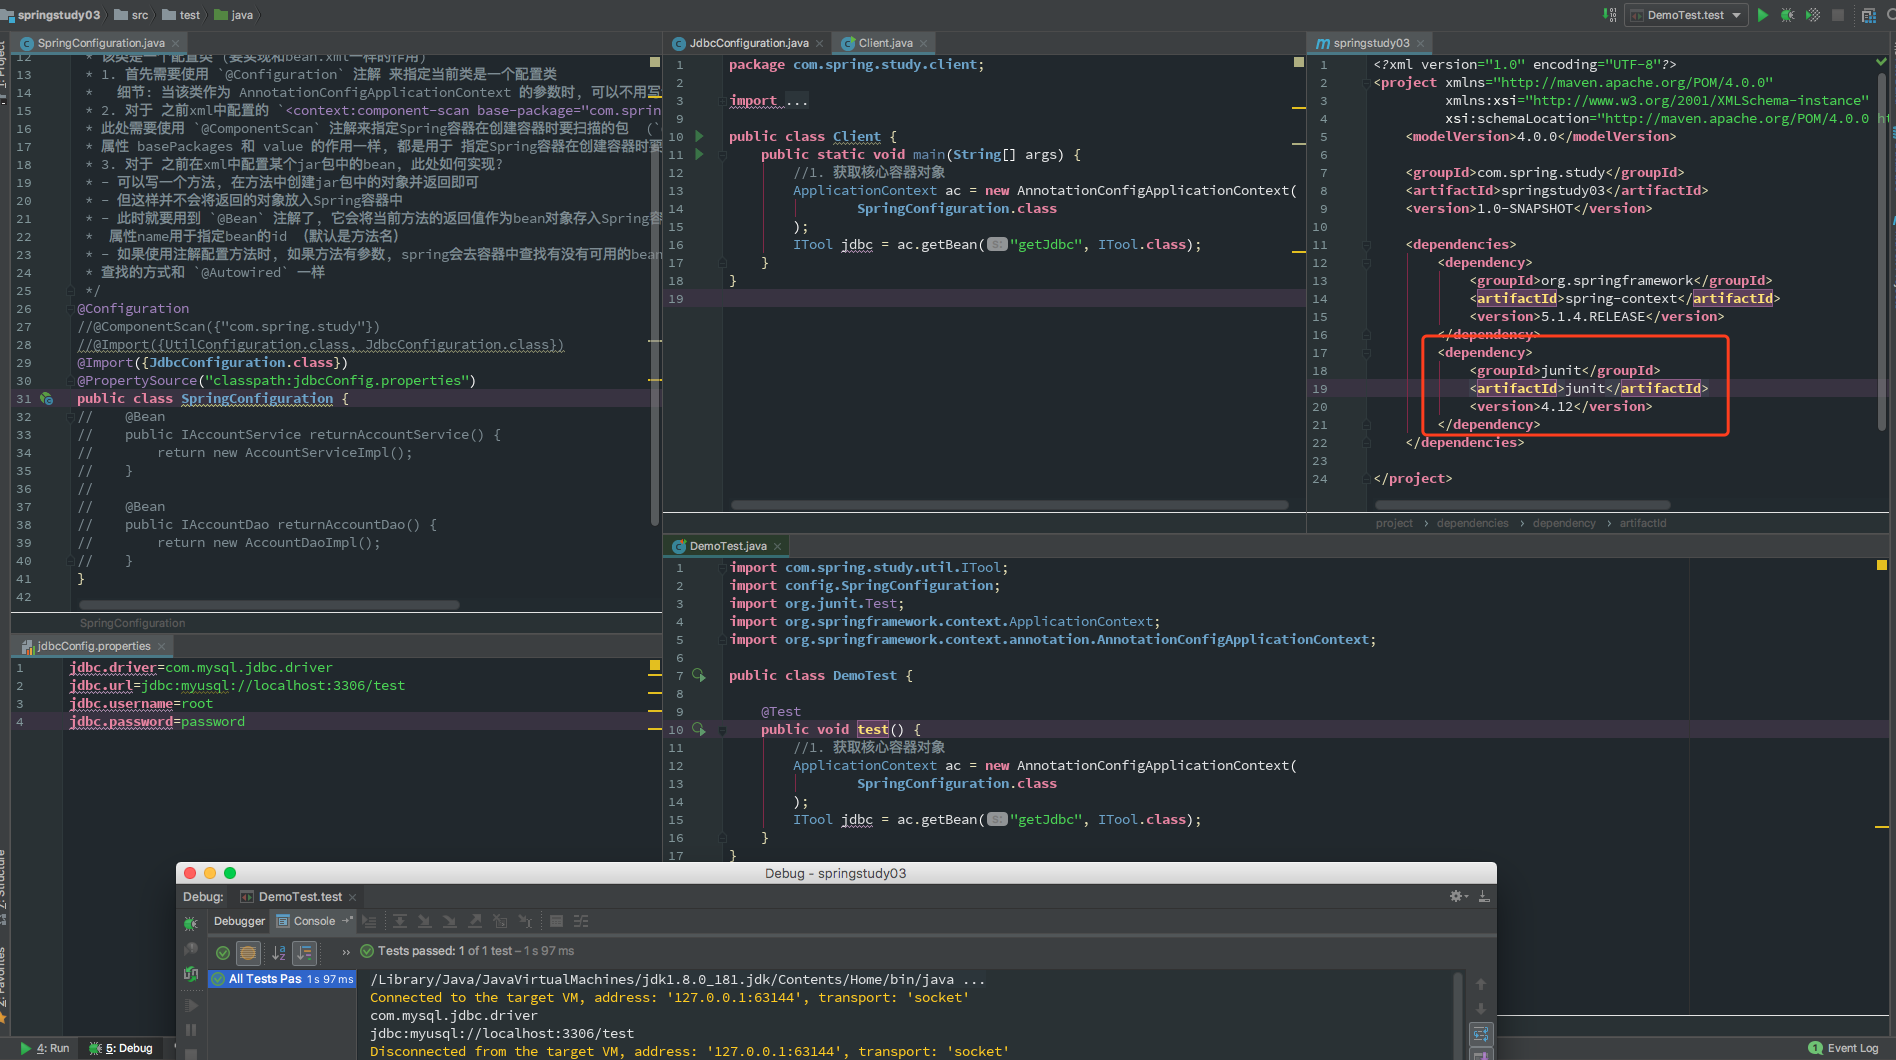 springstudy03 src test java
DemoTest.test
SpringConfiguration.java
12 * 该类是一个配置类 (要实现和bean.xml一样的作用)
13 * 1. 首先需要使用 `@Configuration` 注解 来指定当前类是一个配置类
14 * 细节: 当该类作为 AnnotationConfigApplicationContext 的参数时, 可以不用写
15 * 2. 对于 之前xml中配置的 `<context:component-scan base-package="com.sprin
16 * 此处需要使用 `@ComponentScan` 注解来指定Spring容器在创建容器时要扫描的包 (`
17 * 属性 basePackages 和 value 的作用一样, 都是用于 指定Spring容器在创建容器时要
18 * 3. 对于 之前在xml中配置某个jar包中的bean, 此处如何实现?
19 * - 可以写一个方法, 在方法中创建jar包中的对象并返回即可
20 * - 但这样并不会将返回的对象放入Spring容器中
21 * - 此时就要用到 `@Bean` 注解了, 它会将当前方法的返回值作为bean对象存入Spring容
22 * 属性name用于指定bean的id (默认是方法名)
23 * - 如果使用注解配置方法时, 如果方法有参数, spring会去容器中查找有没有可用的bean
24 * 查找的方式和 `@Autowired` 一样
25 */
26 @Configuration
27 //@ComponentScan({"com.spring.study"})
28 //@Import({UtilConfiguration.class, JdbcConfiguration.class})
29 @Import({JdbcConfiguration.class})
30 @PropertySource("classpath:jdbcConfig.properties")
31 public class SpringConfiguration {
32 // @Bean
33 // public IAccountService returnAccountService() {
34 // return new AccountServiceImpl();
35 // }
36 //
37 // @Bean
38 // public IAccountDao returnAccountDao() {
39 // return new AccountDaoImpl();
40 // }
41 }
42
SpringConfiguration
jdbcConfig.properties
1 jdbc.driver=com.mysql.jdbc.driver
2 jdbc.url=jdbc:myusql://localhost:3306/test
3 jdbc.username=root
4 jdbc.password=password
JdbcConfiguration.java Client.java
1 package com.spring.study.client;
2
3 import ...
9
10 public class Client {
11 public static void main(String[] args) {
12 //1. 获取核心容器对象
13 ApplicationContext ac = new AnnotationConfigApplicationContext(
14 SpringConfiguration.class
15 );
16 ITool jdbc = ac.getBean( s: "getJdbc", ITool.class);
17 }
18 }
19
springstudy03
1 <?xml version="1.0" encoding="UTF-8"?>
2 <project xmlns="http://maven.apache.org/POM/4.0.0"
3 xmlns:xsi="http://www.w3.org/2001/XMLSchema-instance"
4 xsi:schemaLocation="http://maven.apache.org/POM/4.0.0 ht
5 <modelVersion>4.0.0</modelVersion>
6
7 <groupId>com.spring.study</groupId>
8 <artifactId>springstudy03</artifactId>
9 <version>1.0-SNAPSHOT</version>
10
11 <dependencies>
12 <dependency>
13 <groupId>org.springframework</groupId>
14 <artifactId>spring-context</artifactId>
15 <version>5.1.4.RELEASE</version>
16 </dependency>
17 <dependency>
18 <groupId>junit</groupId>
19 <artifactId>junit</artifactId>
20 <version>4.12</version>
21 </dependency>
22 </dependencies>
23
24 </project>
project › dependencies › dependency › artifactId
DemoTest.java
1 import com.spring.study.util.ITool;
2 import config.SpringConfiguration;
3 import org.junit.Test;
4 import org.springframework.context.ApplicationContext;
5 import org.springframework.context.annotation.AnnotationConfigApplicationContext;
6
7 public class DemoTest {
8
9 @Test
10 public void test() {
11 //1. 获取核心容器对象
12 ApplicationContext ac = new AnnotationConfigApplicationContext(
13 SpringConfiguration.class
14 );
15 ITool jdbc = ac.getBean( s: "getJdbc", ITool.class);
16 }
17 }
Debug - springstudy03
Debug: DemoTest.test
Debugger Console
» Tests passed: 1 of 1 test – 1 s 97 ms
All Tests Pas 1 s 97 ms
/Library/Java/JavaVirtualMachines/jdk1.8.0_181.jdk/Contents/Home/bin/java ...
Connected to the target VM, address: '127.0.0.1:63144', transport: 'socket'
com.mysql.jdbc.driver
jdbc:myusql://localhost:3306/test
Disconnected from the target VM, address: '127.0.0.1:63144', transport: 'socket'
4: Run 5: Debug
1 Event Log